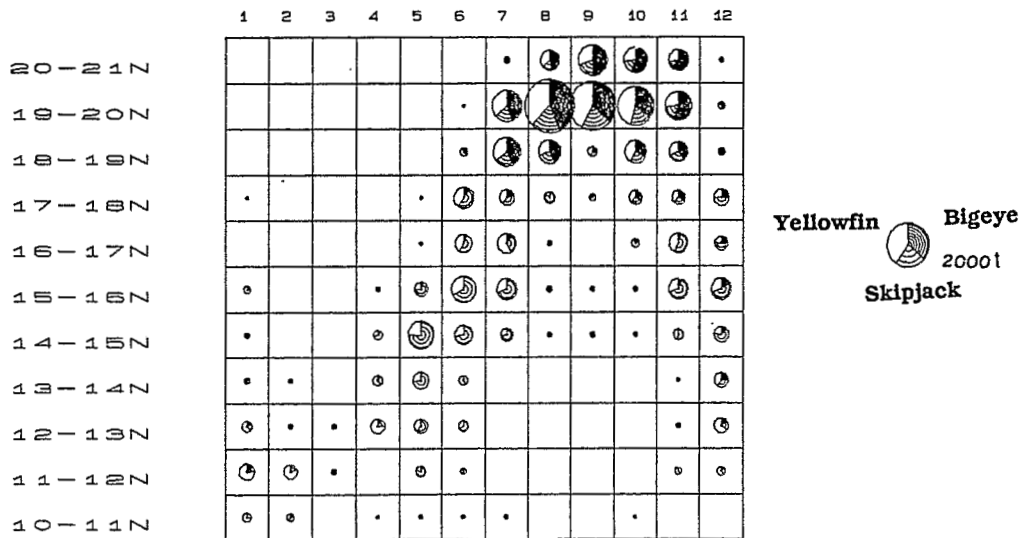 1 2 3 4 5 6 7 8 9 10 11 12
20-21N
19-20N
18-19N
17-18N
16-17N
15-16N
14-15N
13-14N
12-13N
11-12N
10-11N
Yellowfin Bigeye
2000t
Skipjack